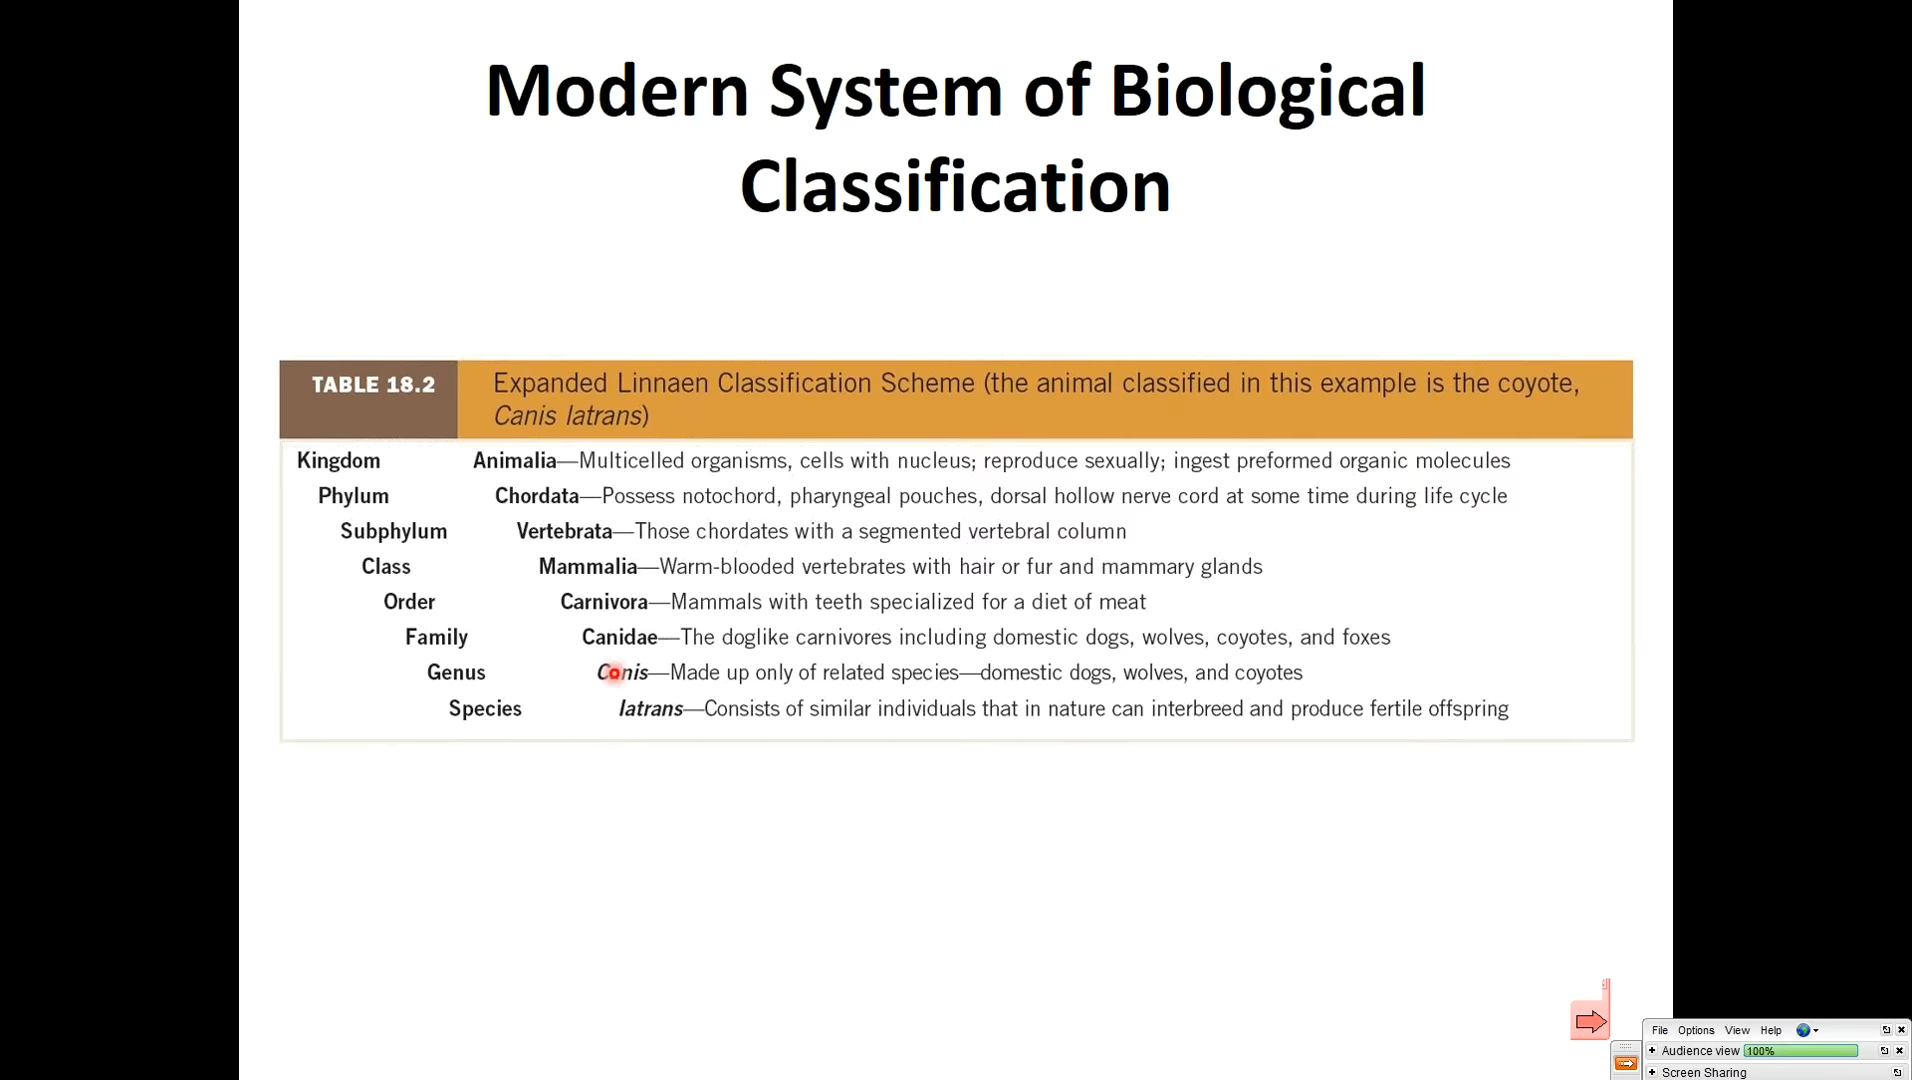 Modern System of Biological
Classification
TABLE 18.2
Expanded Linnaen Classification Scheme (the animal classified in this example is the coyote,
Canis latrans)
Kingdom Animalia—Multicelled organisms, cells with nucleus; reproduce sexually; ingest preformed organic molecules
Phylum Chordata—Possess notochord, pharyngeal pouches, dorsal hollow nerve cord at some time during life cycle
Subphylum Vertebrata—Those chordates with a segmented vertebral column
Class Mammalia—Warm-blooded vertebrates with hair or fur and mammary glands
Order Carnivora—Mammals with teeth specialized for a diet of meat
Family Canidae—The doglike carnivores including domestic dogs, wolves, coyotes, and foxes
Genus Canis—Made up only of related species—domestic dogs, wolves, and coyotes
Species latrans—Consists of similar individuals that in nature can interbreed and produce fertile offspring
File Options View Help
Audience view 100%
Screen Sharing